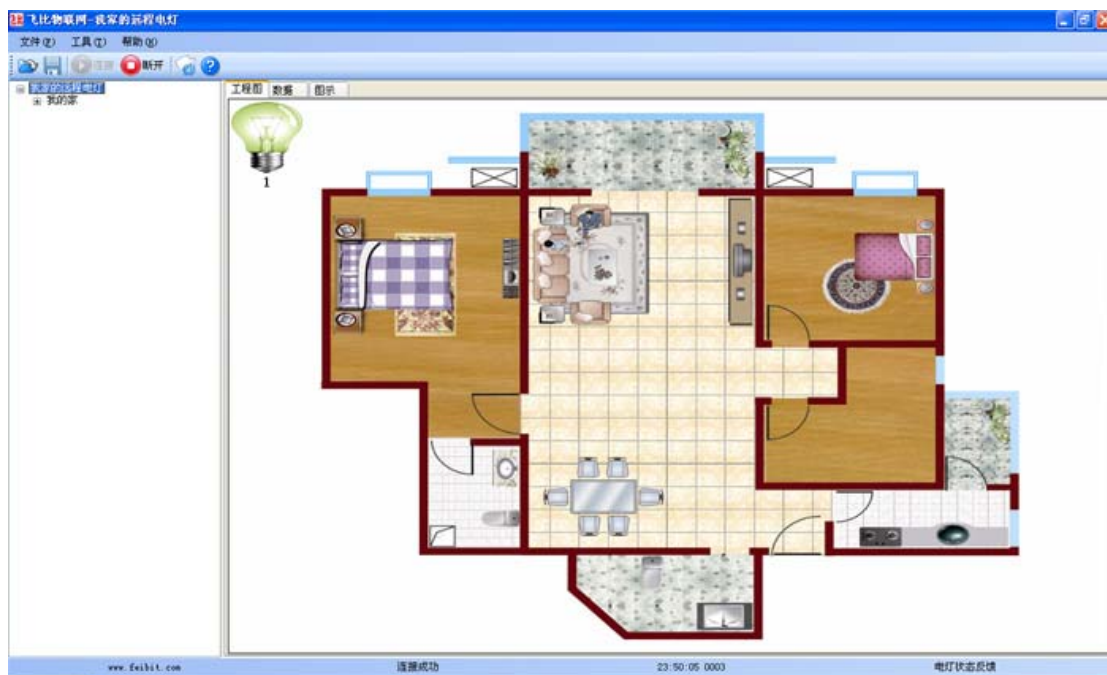 飞比物联网-我家的远程电灯
文件(F) 工具(T) 帮助(H)
连接 断开
我家的远程电灯
我的家
工程图 数据 图示
1
www.feibit.com 连接成功 23:50:05 0003 电灯状态反馈